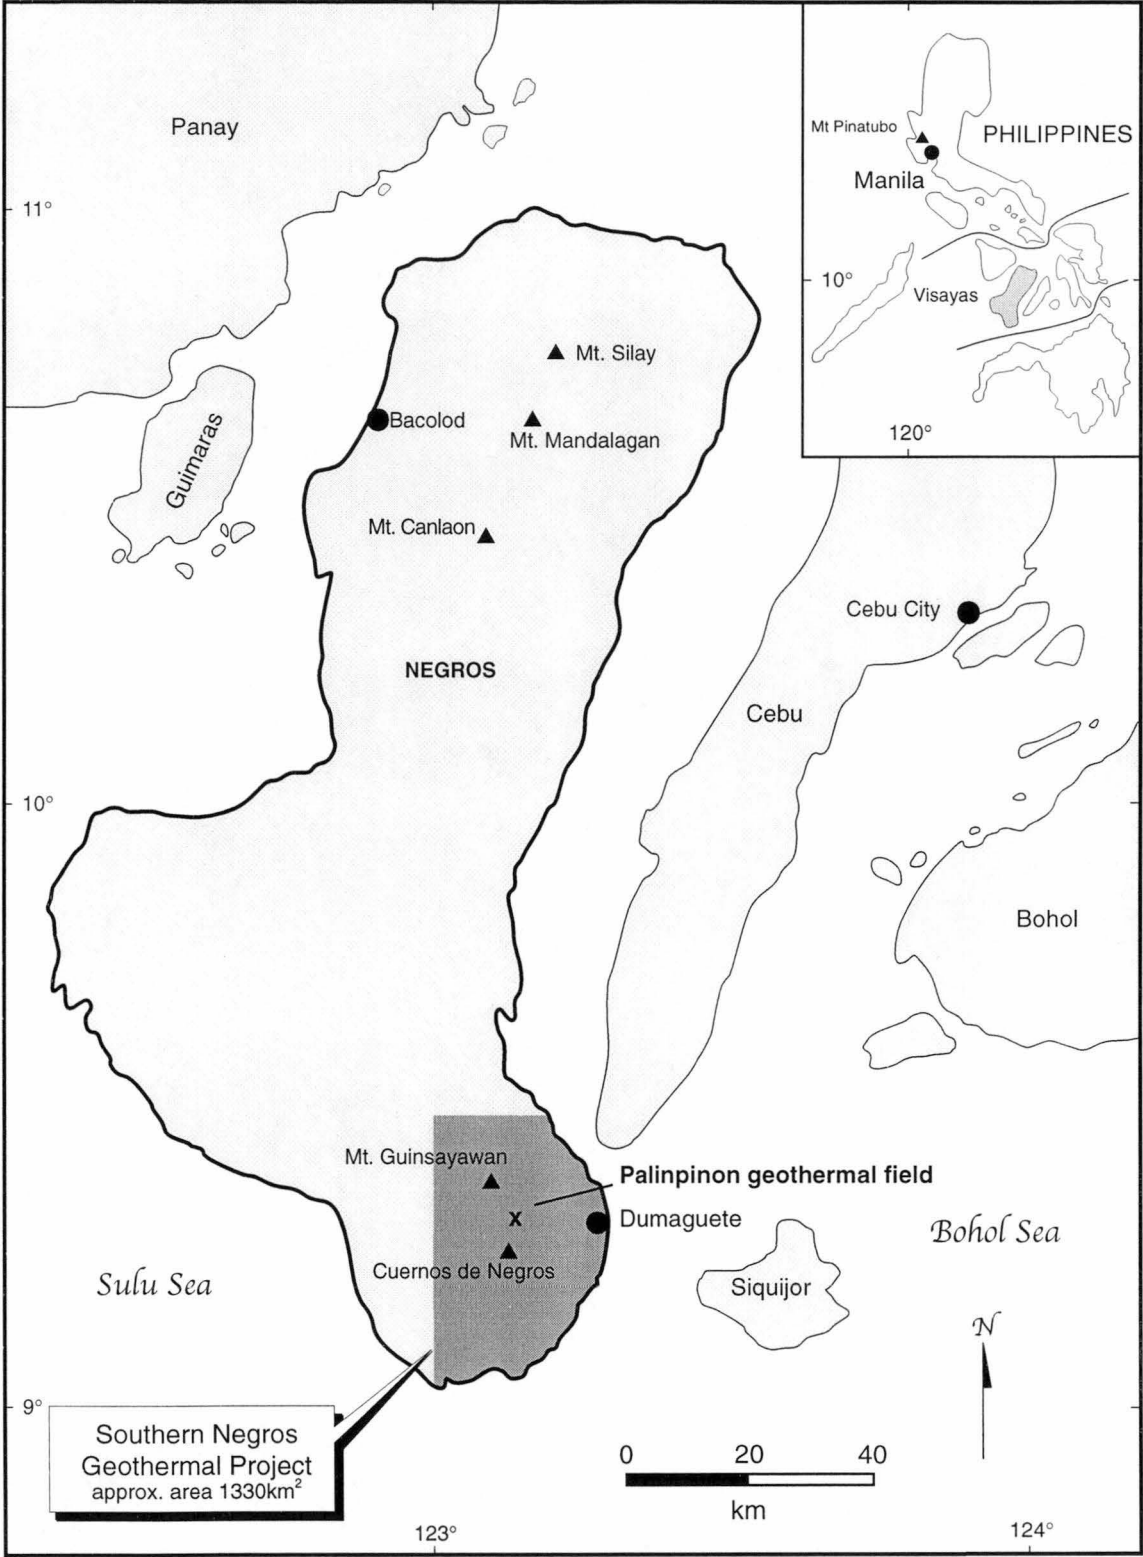 Panay
Mt Pinatubo
PHILIPPINES
Manila
11°
10°
Visayas
120°
Mt. Silay
Bacolod
Mt. Mandalagan
Guimaras
Mt. Canlaon
Cebu City
NEGROS
Cebu
10°
Bohol
Mt. Guinsayawan
Palinpinon geothermal field
x
Dumaguete
Bohol Sea
Cuernos de Negros
Sulu Sea
Siquijor
N
9°
Southern Negros
Geothermal Project
approx. area 1330km²
0 20 40
km
123°
124°